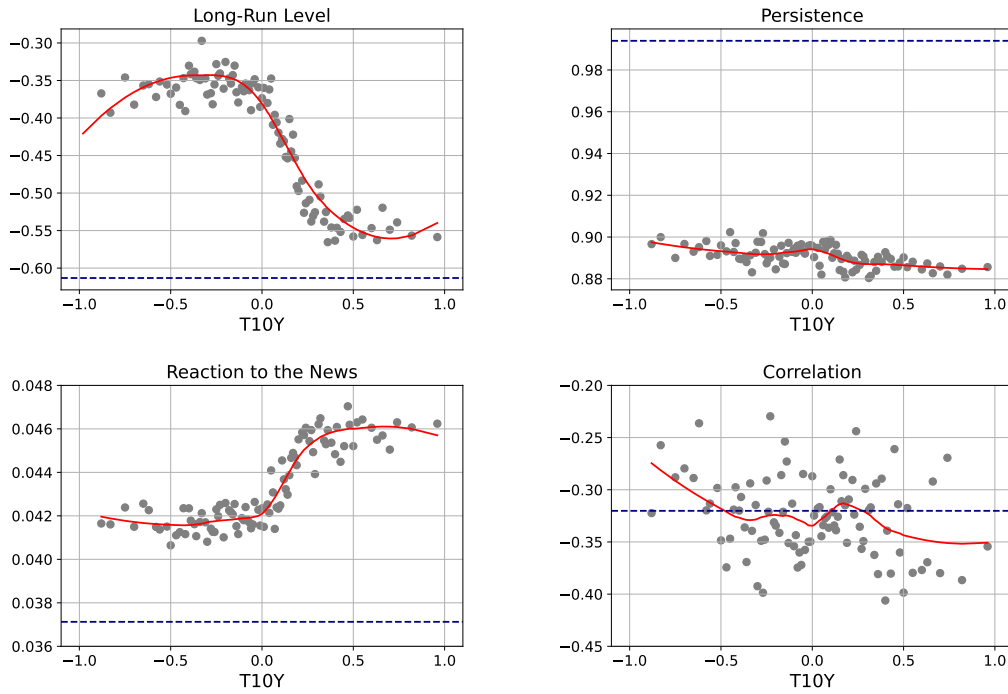 Long-Run Level
−0.30
−0.35
−0.40
−0.45
−0.50
−0.55
−0.60
−1.0 −0.5 0.0 0.5 1.0
T10Y
Persistence
0.98
0.96
0.94
0.92
0.90
0.88
−1.0 −0.5 0.0 0.5 1.0
T10Y
Reaction to the News
0.048
0.046
0.044
0.042
0.040
0.038
0.036
−1.0 −0.5 0.0 0.5 1.0
T10Y
Correlation
−0.20
−0.25
−0.30
−0.35
−0.40
−0.45
−1.0 −0.5 0.0 0.5 1.0
T10Y